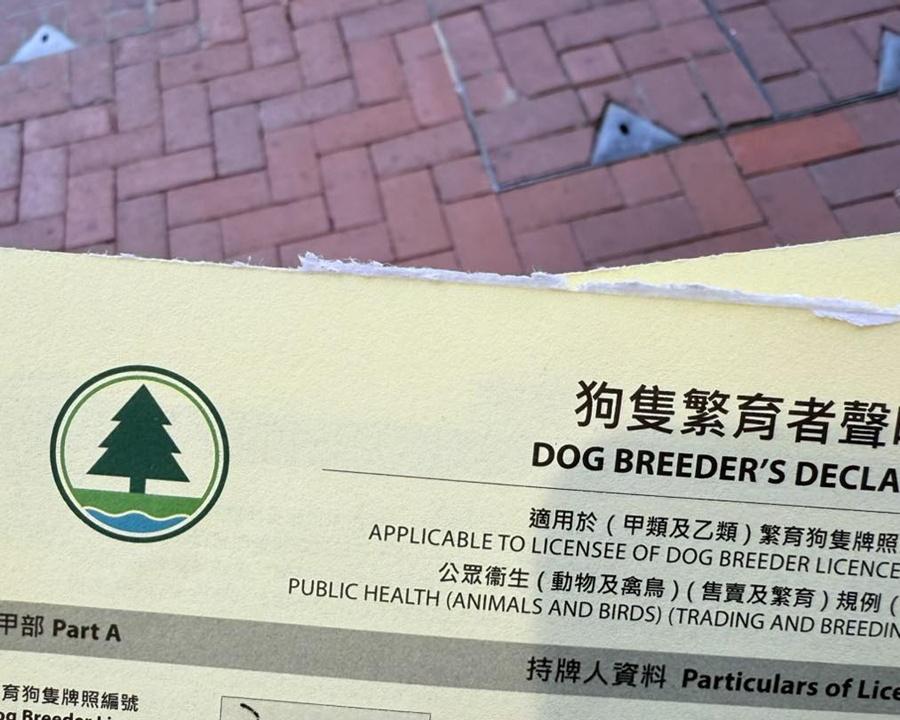 狗隻繁育者聲
DOG BREEDER'S DECLA
適用於（甲類及乙類）繁育狗隻牌照
APPLICABLE TO LICENSEE OF DOG BREEDER LICENCE
公眾衞生（動物及禽鳥）（售賣及繁育）規例（
PUBLIC HEALTH (ANIMALS AND BIRDS) (TRADING AND BREEDIN
甲部 Part A
持牌人資料 Particulars of Lice
育狗隻牌照編號
og Breeder Li